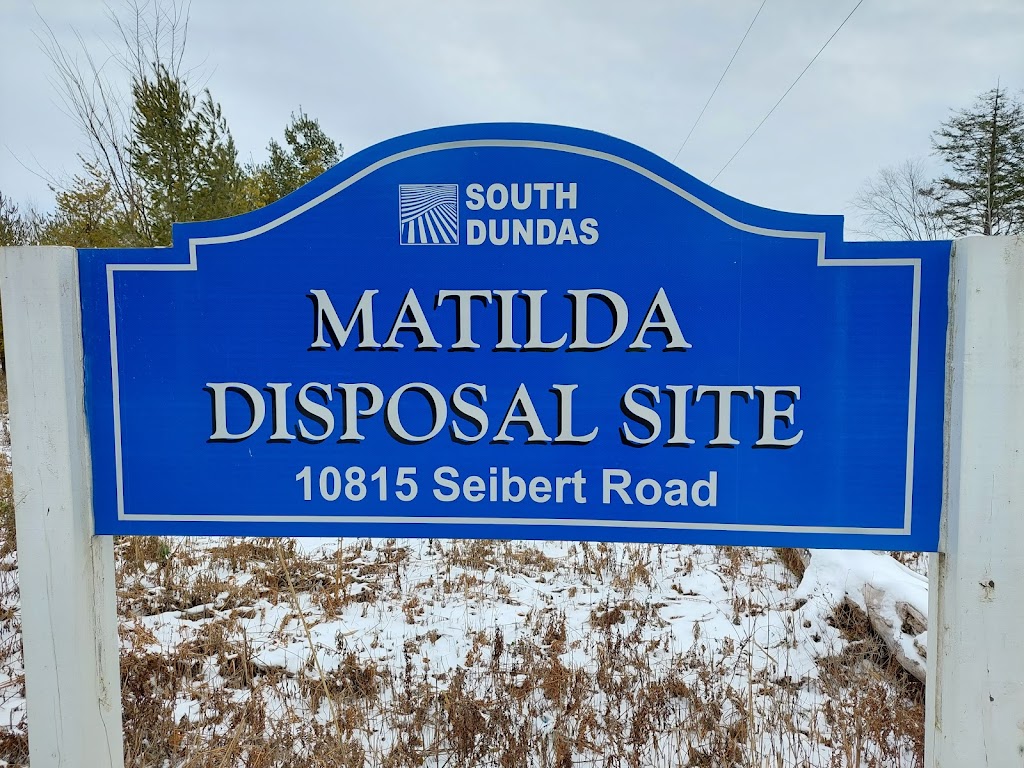 SOUTH
DUNDAS
MATILDA
DISPOSAL SITE
10815 Seibert Road